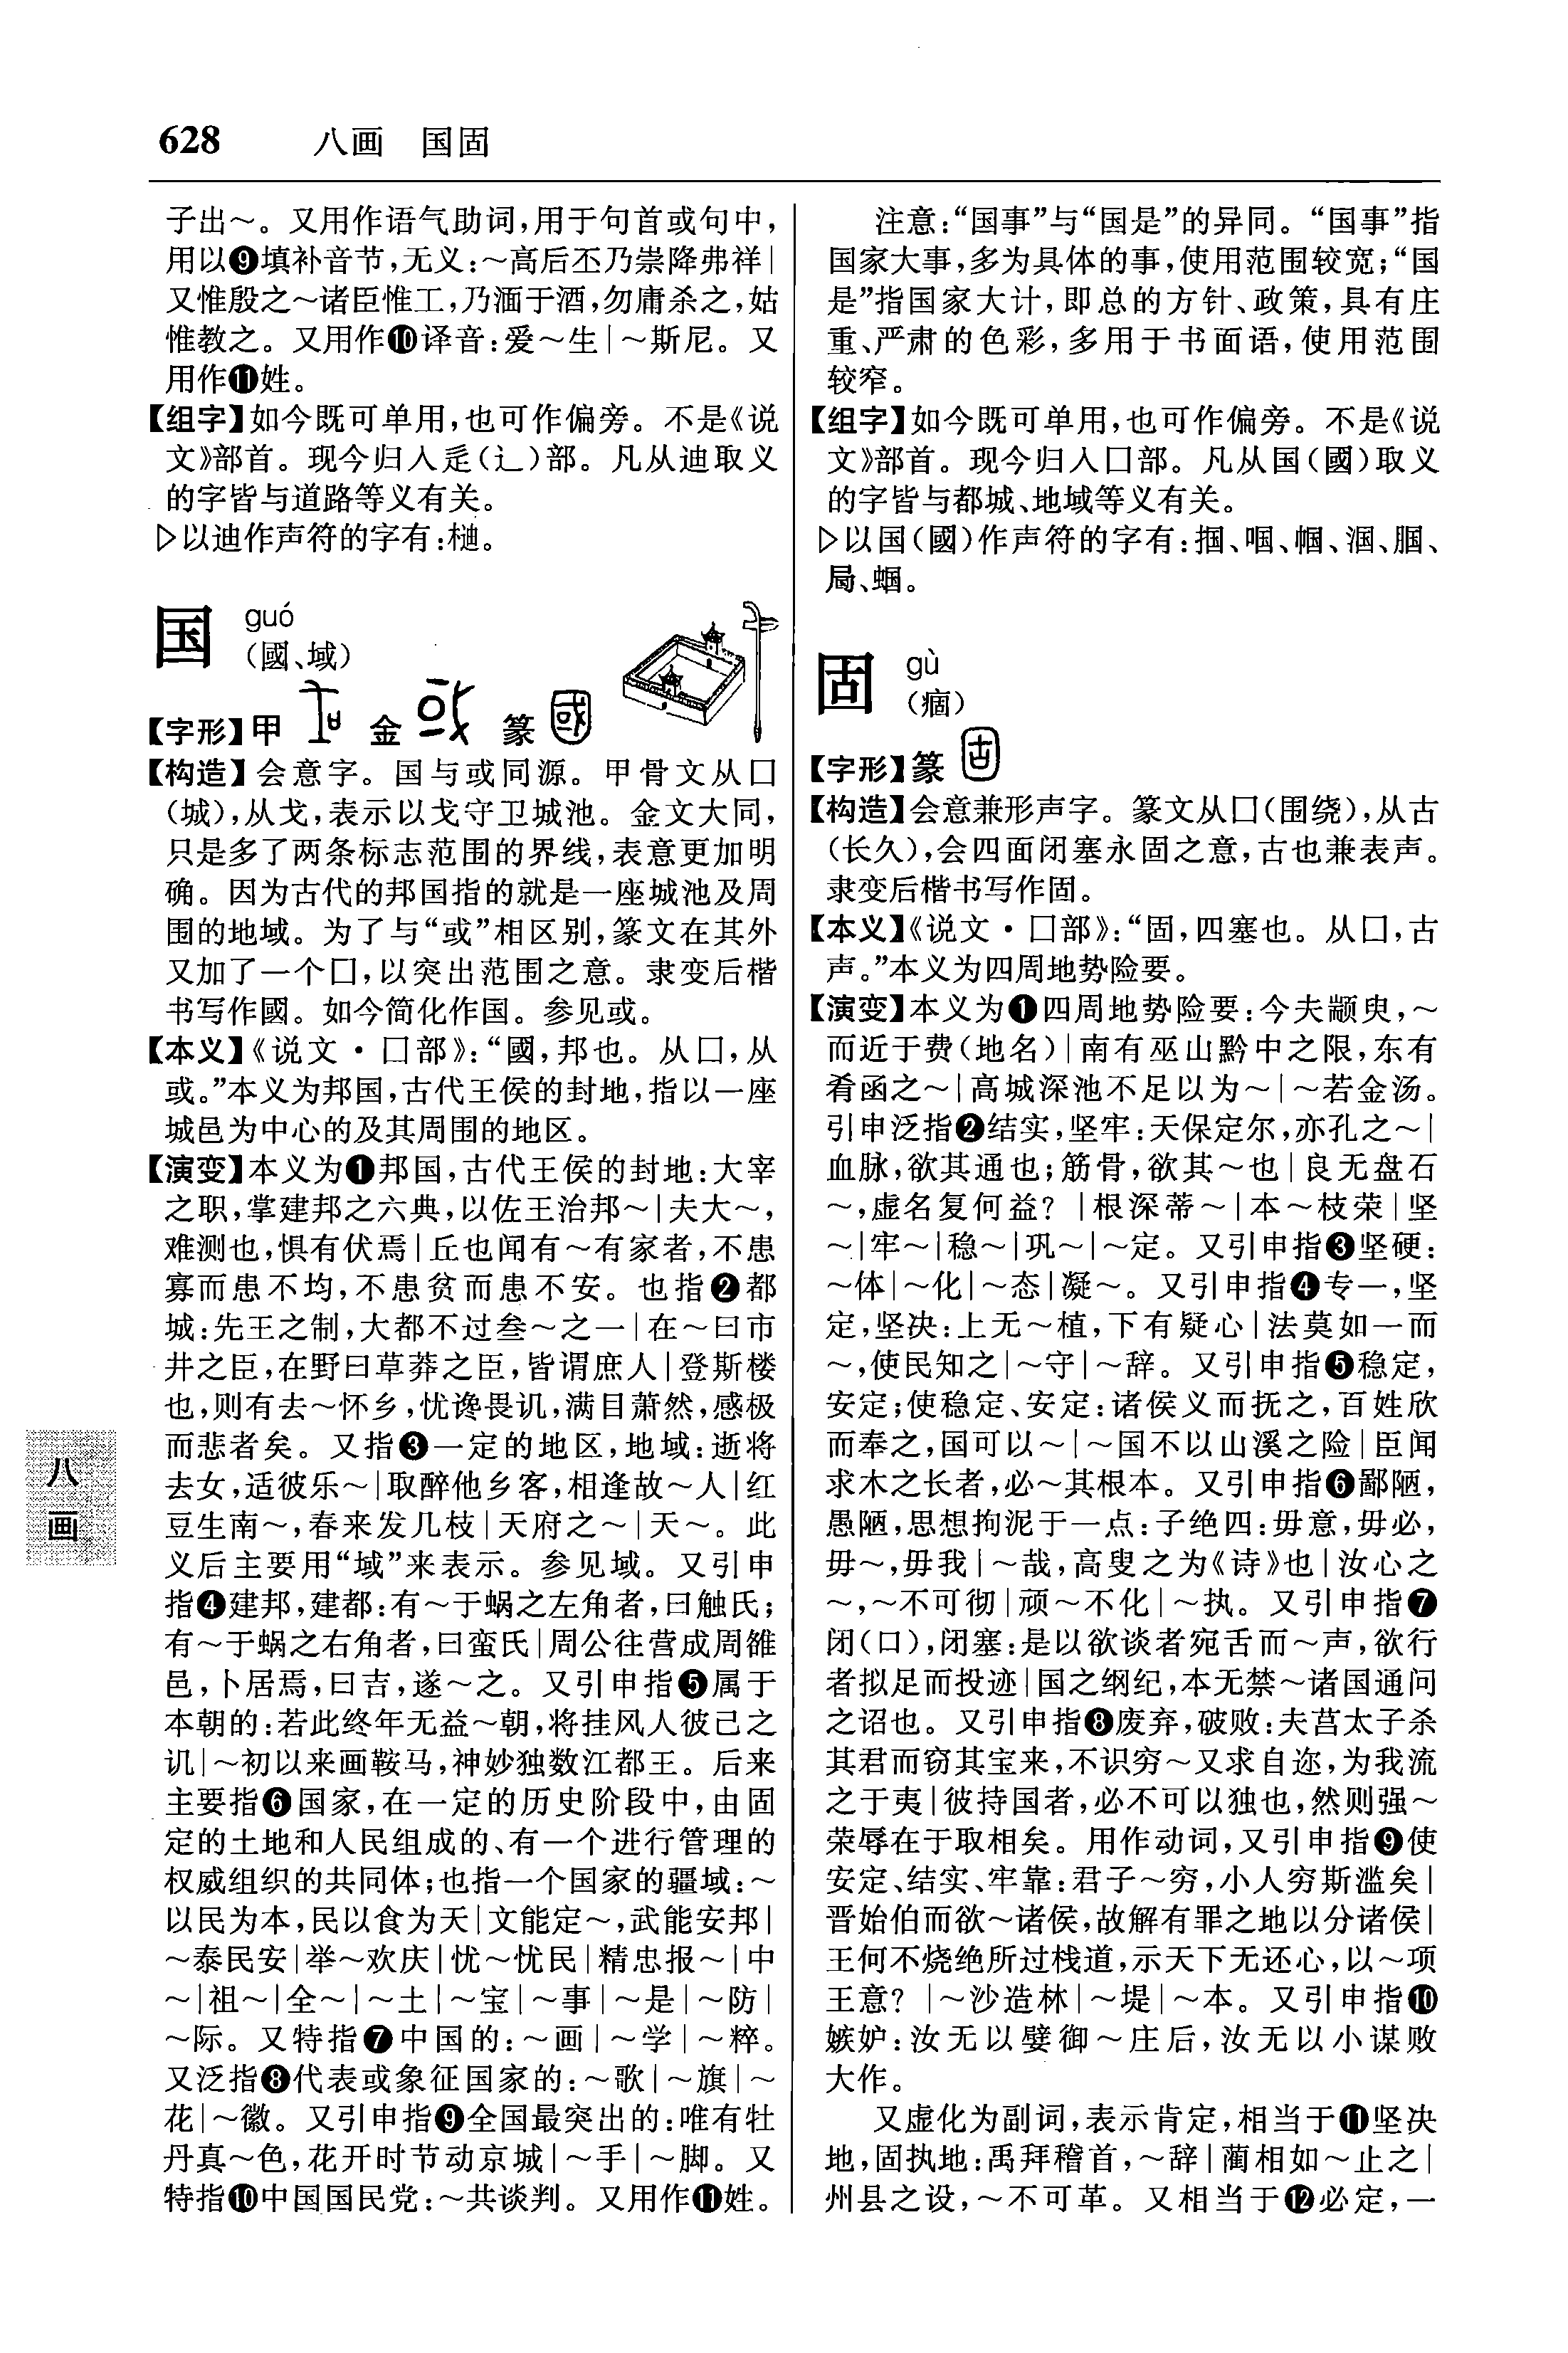 628 八画 国固
子出～。又用作语气助词，用于句首或句中，
用以❾填补音节，无义：～高后丕乃崇降弗祥｜
又惟殷之～诸臣惟工，乃湎于酒，勿庸杀之，姑
惟教之。又用作❿译音：爱～生｜～斯尼。又
用作⓫姓。
【组字】如今既可单用，也可作偏旁。不是《说
文》部首。现今归入辵（辶）部。凡从迪取义
的字皆与道路等义有关。
▷以迪作声符的字有：𣖕。
国 guó
（國、域）
【字形】甲 金 篆
【构造】会意字。国与或同源。甲骨文从囗
（城），从戈，表示以戈守卫城池。金文大同，
只是多了两条标志范围的界线，表意更加明
确。因为古代的邦国指的就是一座城池及周
围的地域。为了与“或”相区别，篆文在其外
又加了一个囗，以突出范围之意。隶变后楷
书写作國。如今简化作国。参见或。
【本义】《说文·囗部》：“國，邦也。从囗，从
或。”本义为邦国，古代王侯的封地，指以一座
城邑为中心的及其周围的地区。
【演变】本义为❶邦国，古代王侯的封地：大宰
之职，掌建邦之六典，以佐王治邦～｜夫大～，
难测也，惧有伏焉｜丘也闻有～有家者，不患
寡而患不均，不患贫而患不安。也指❷都
城：先王之制，大都不过叁～之一｜在～曰市
井之臣，在野曰草莽之臣，皆谓庶人｜登斯楼
也，则有去～怀乡，忧谗畏讥，满目萧然，感极
而悲者矣。又指❸一定的地区，地域：逝将
去女，适彼乐～｜取醉他乡客，相逢故～人｜红
豆生南～，春来发几枝｜天府之～｜天～。此
义后主要用“域”来表示。参见域。又引申
指❹建邦，建都：有～于蜗之左角者，曰触氏；
有～于蜗之右角者，曰蛮氏｜周公往营成周雒
邑，卜居焉，曰吉，遂～之。又引申指❺属于
本朝的：若此终年无益～朝，将挂风人彼己之
讥｜～初以来画鞍马，神妙独数江都王。后来
主要指❻国家，在一定的历史阶段中，由固
定的土地和人民组成的、有一个进行管理的
权威组织的共同体；也指一个国家的疆域：～
以民为本，民以食为天｜文能定～，武能安邦｜
～泰民安｜举～欢庆｜忧～忧民｜精忠报～｜中
～｜祖～｜全～｜～土｜～宝｜～事｜～是｜～防｜
～际。又特指❼中国的：～画｜～学｜～粹。
又泛指❽代表或象征国家的：～歌｜～旗｜～
花｜～徽。又引申指❾全国最突出的：唯有牡
丹真～色，花开时节动京城｜～手｜～脚。又
特指❿中国国民党：～共谈判。又用作⓫姓。
注意：“国事”与“国是”的异同。“国事”指
国家大事，多为具体的事，使用范围较宽；“国
是”指国家大计，即总的方针、政策，具有庄
重、严肃的色彩，多用于书面语，使用范围
较窄。
【组字】如今既可单用，也可作偏旁。不是《说
文》部首。现今归入囗部。凡从国（國）取义
的字皆与都城、地域等义有关。
▷以国（國）作声符的字有：掴、啯、帼、漍、腘、
蝈。
固 gù
（痼）
【字形】篆
【构造】会意兼形声字。篆文从囗（围绕），从古
（长久），会四面闭塞永固之意，古也兼表声。
隶变后楷书写作固。
【本义】《说文·囗部》：“固，四塞也。从囗，古
声。”本义为四周地势险要。
【演变】本义为❶四周地势险要：今夫颛臾，～
而近于费（地名）｜南有巫山黔中之限，东有
肴函之～｜高城深池不足以为～｜～若金汤。
引申泛指❷结实，坚牢：天保定尔，亦孔之～｜
血脉，欲其通也；筋骨，欲其～也｜良无盘石
～，虚名复何益？｜根深蒂～｜本～枝荣｜坚
～｜牢～｜稳～｜巩～｜～定。又引申指❸坚硬：
～体｜～化｜～态｜凝～。又引申指❹专一，坚
定，坚决：上无～植，下有疑心｜法莫如一而
～，使民知之｜～守｜～辞。又引申指❺稳定，
安定；使稳定、安定：诸侯义而抚之，百姓欣
而奉之，国可以～｜～国不以山溪之险｜臣闻
求木之长者，必～其根本。又引申指❻鄙陋，
愚陋，思想拘泥于一点：子绝四：毋意，毋必，
毋～，毋我｜～哉，高叟之为《诗》也｜汝心之
～，～不可彻｜顽～不化｜～执。又引申指❼
闭（口），闭塞：是以欲谈者宛舌而～声，欲行
者拟足而投迹｜国之纲纪，本无禁～诸国通问
之诏也。又引申指❽废弃，破败：夫莒太子杀
其君而窃其宝来，不识穷～又求自迩，为我流
之于夷｜彼持国者，必不可以独也，然则强～
荣辱在于取相矣。用作动词，又引申指❾使
安定、结实、牢靠：君子～穷，小人穷斯滥矣｜
晋始伯而欲～诸侯，故解有罪之地以分诸侯｜
王何不烧绝所过栈道，示天下无还心，以～项
王意？｜～沙造林｜～堤｜～本。又引申指❿
嫉妒：汝无以嬖御～庄后，汝无以小谋败
大作。
又虚化为副词，表示肯定，相当于⓫坚决
地，固执地：禹拜稽首，～辞｜蔺相如～止之｜
州县之设，～不可革。又相当于⓬必定，一
八
画